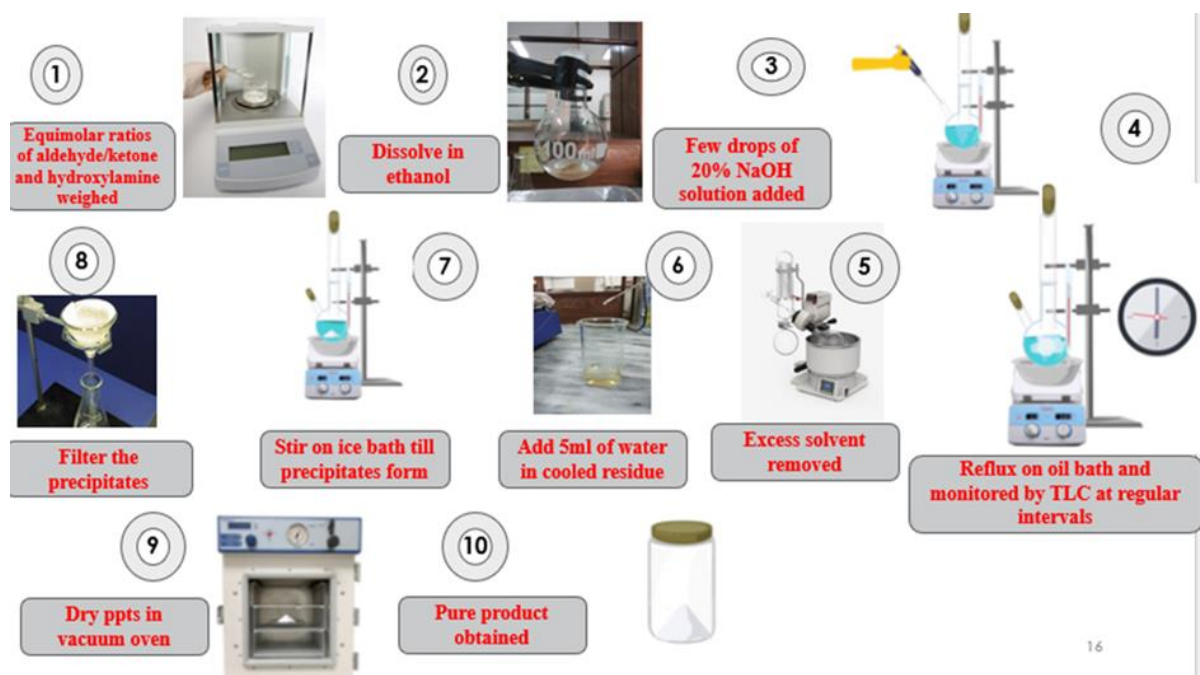 1
Equimolar ratios
of aldehyde/ketone
and hydroxylamine
weighed
2
Dissolve in
ethanol
100ml
3
Few drops of
20% NaOH
solution added
4
Reflux on oil bath and
monitored by TLC at regular
intervals
5
Excess solvent
removed
6
Add 5ml of water
in cooled residue
7
Stir on ice bath till
precipitates form
8
Filter the
precipitates
9
Dry ppts in
vacuum oven
10
Pure product
obtained
16